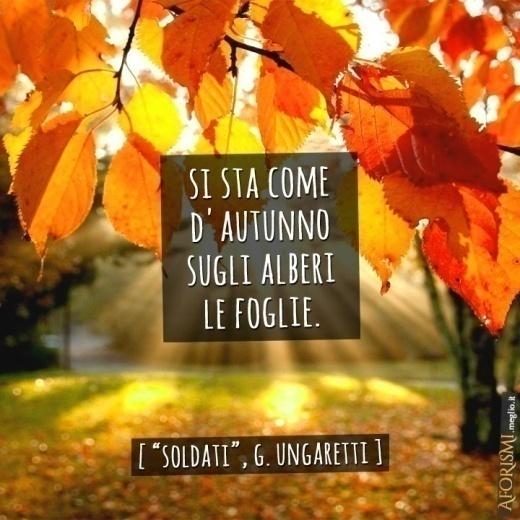 SI STA COME
D'AUTUNNO
SUGLI ALBERI
LE FOGLIE.
[ “SOLDATI”, G. UNGARETTI ]
AFORISMI.meglio.it